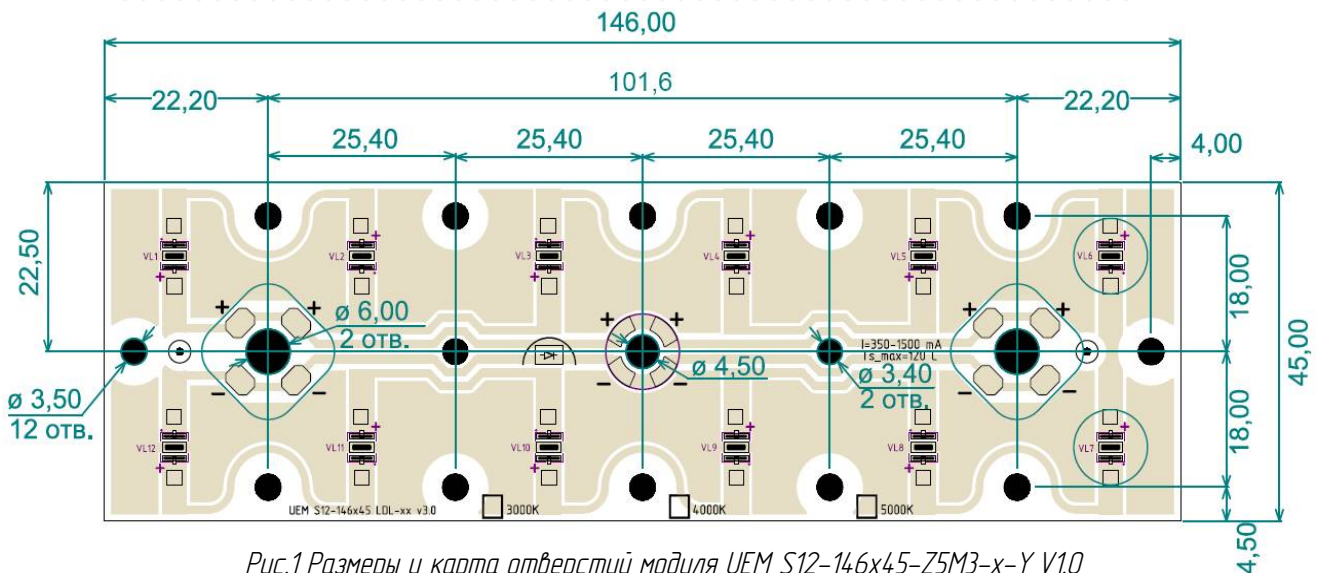 146,00
22,20
101,6
22,20
25,40
25,40
25,40
25,40
4,00
22,50
VL1
+
+
VL2
+
VL3
+
VL4
+
VL5
+
VL6
+
+
+
+
+
+
+
+
+
18,00
45,00
ø 6,00
2 отв.
I=350-1500 mA
Ts_max=120 C
ø 4,50
ø 3,40
2 отв.
ø 3,50
12 отв.
–
–
–
–
–
–
18,00
VL12
+
VL11
+
VL10
+
VL9
+
VL8
+
VL7
+
UEM S12-146x45 LDL-xx v3.0
3000K
4000K
5000K
4,50
Рис.1 Размеры и карта отверстий модуля UEM S12-146x45-Z5M3-x-Y V1.0